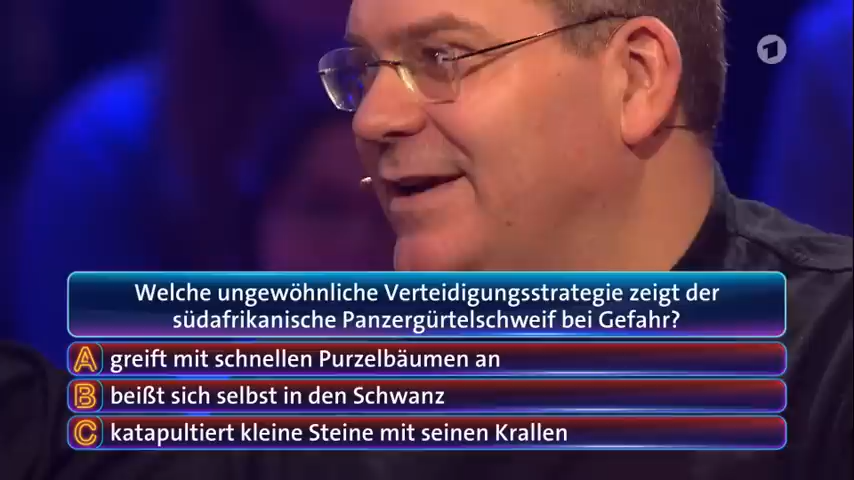 1
Welche ungewöhnliche Verteidigungsstrategie zeigt der
südafrikanische Panzergürtelschweif bei Gefahr?
A greift mit schnellen Purzelbäumen an
B beißt sich selbst in den Schwanz
C katapultiert kleine Steine mit seinen Krallen